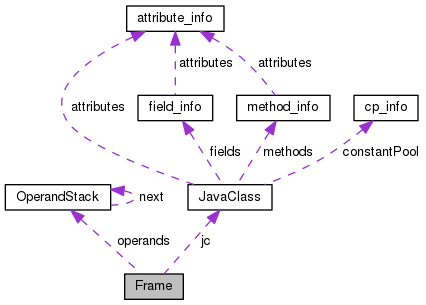 attribute_info
attributes
attributes
field_info
method_info
cp_info
attributes
fields
methods
constantPool
OperandStack
next
JavaClass
operands
jc
Frame